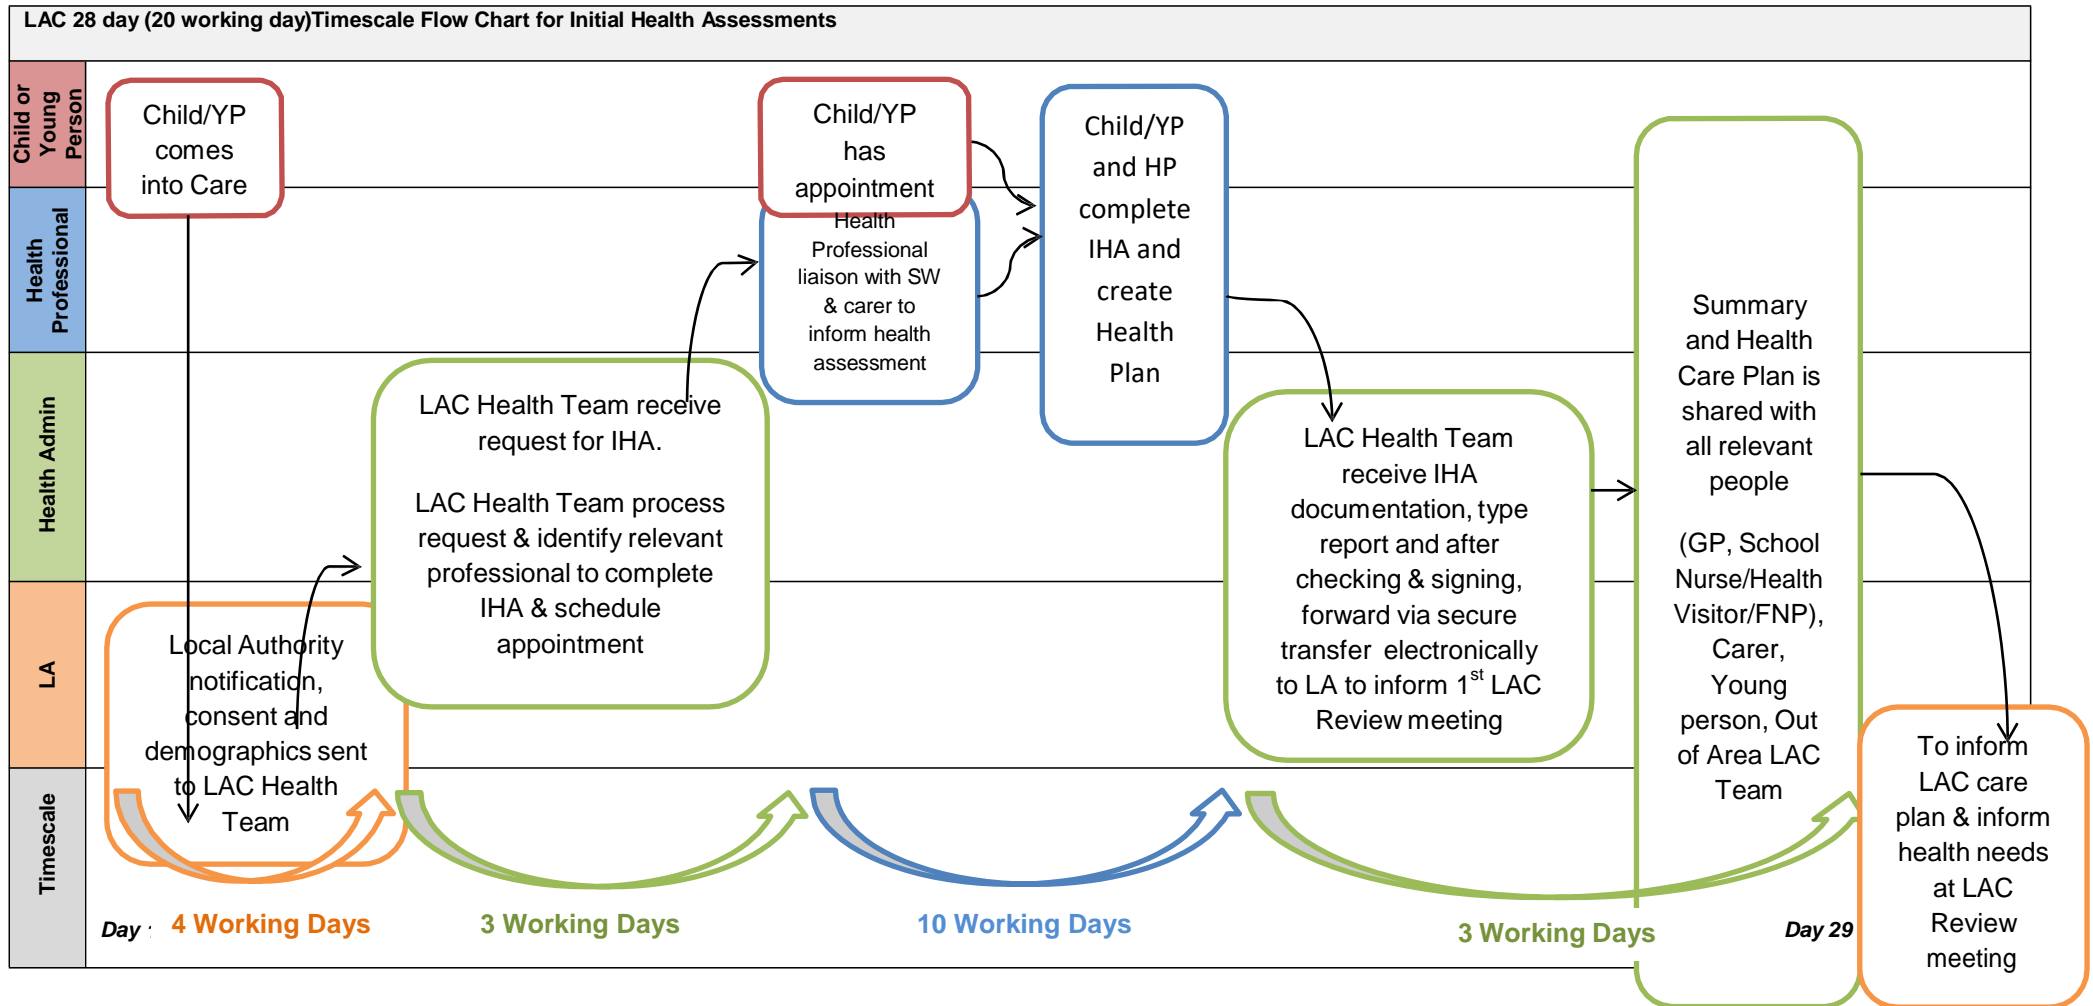 LAC 28 day (20 working day)Timescale Flow Chart for Initial Health Assessments
Child or
Young
Person
Child/YP
comes
into Care
Child/YP
has
appointment
Child/YP
and HP
complete
IHA and
create
Health
Plan
Health
Professional
Health
Professional
liaison with SW
& carer to
inform health
assessment
Health Admin
LAC Health Team receive
request for IHA.
LAC Health Team process
request & identify relevant
professional to complete
IHA & schedule
appointment
LAC Health Team
receive IHA
documentation, type
report and after
checking & signing,
forward via secure
transfer electronically
to LA to inform 1st LAC
Review meeting
Summary
and Health
Care Plan is
shared with
all relevant
people
(GP, School
Nurse/Health
Visitor/FNP),
Carer,
Young
person, Out
of Area LAC
Team
LA
Local Authority
notification,
consent and
demographics sent
to LAC Health
Team
To inform
LAC care
plan & inform
health needs
at LAC
Review
meeting
Timescale
Day
4 Working Days
3 Working Days
10 Working Days
3 Working Days
Day 29